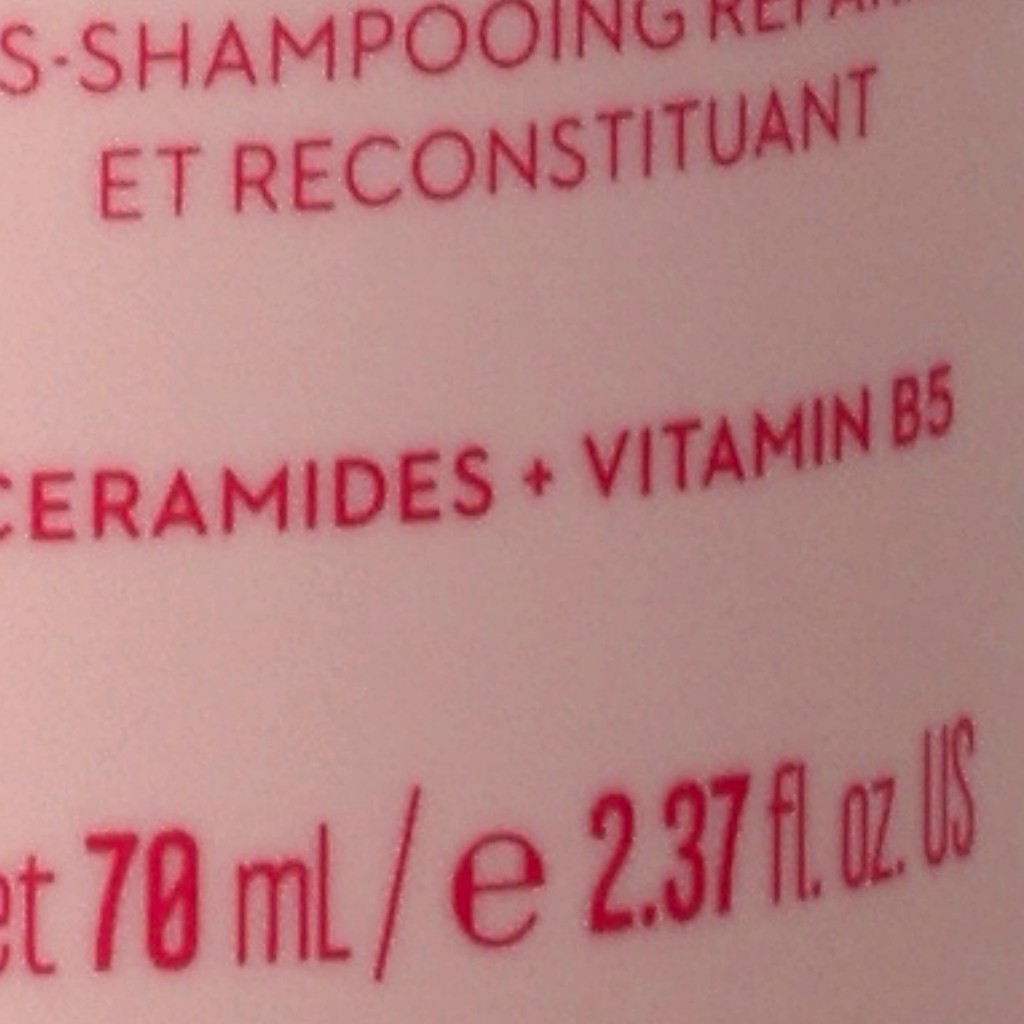 S-SHAMPOOING
ET RECONSTITUANT
CERAMIDES + VITAMIN B5
et 70 mL / e 2.37 fl. oz. US